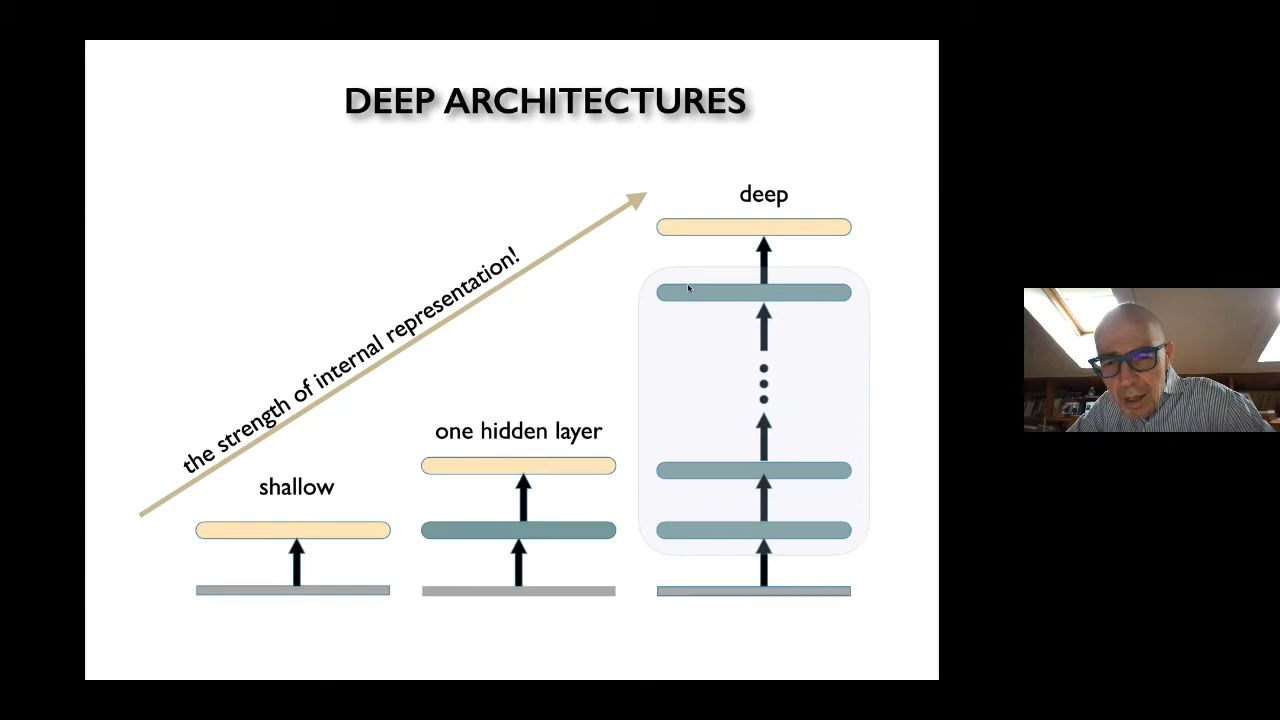 DEEP ARCHITECTURES
deep
the strength of internal representation!
one hidden layer
shallow